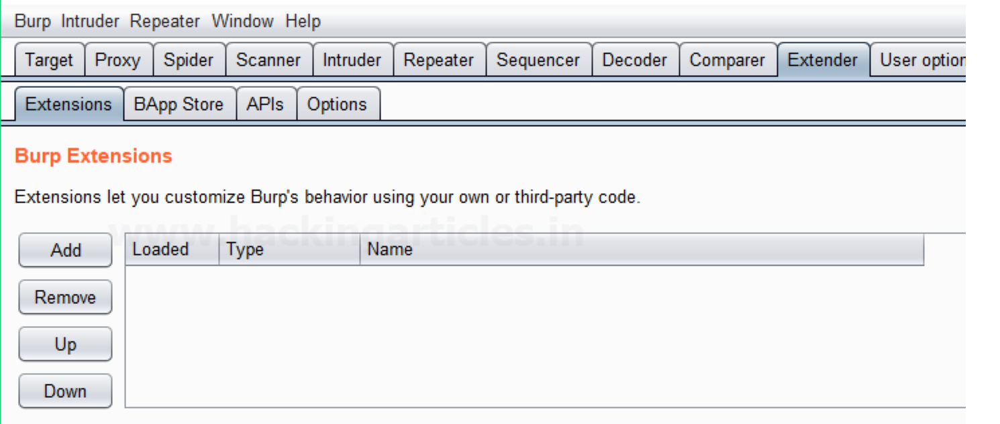 Burp Intruder Repeater Window Help
Target Proxy Spider Scanner Intruder Repeater Sequencer Decoder Comparer Extender User option
Extensions BApp Store APIs Options
Burp Extensions
Extensions let you customize Burp's behavior using your own or third-party code.
www.hackingarticles.in
Add Loaded Type Name
Remove
Up
Down